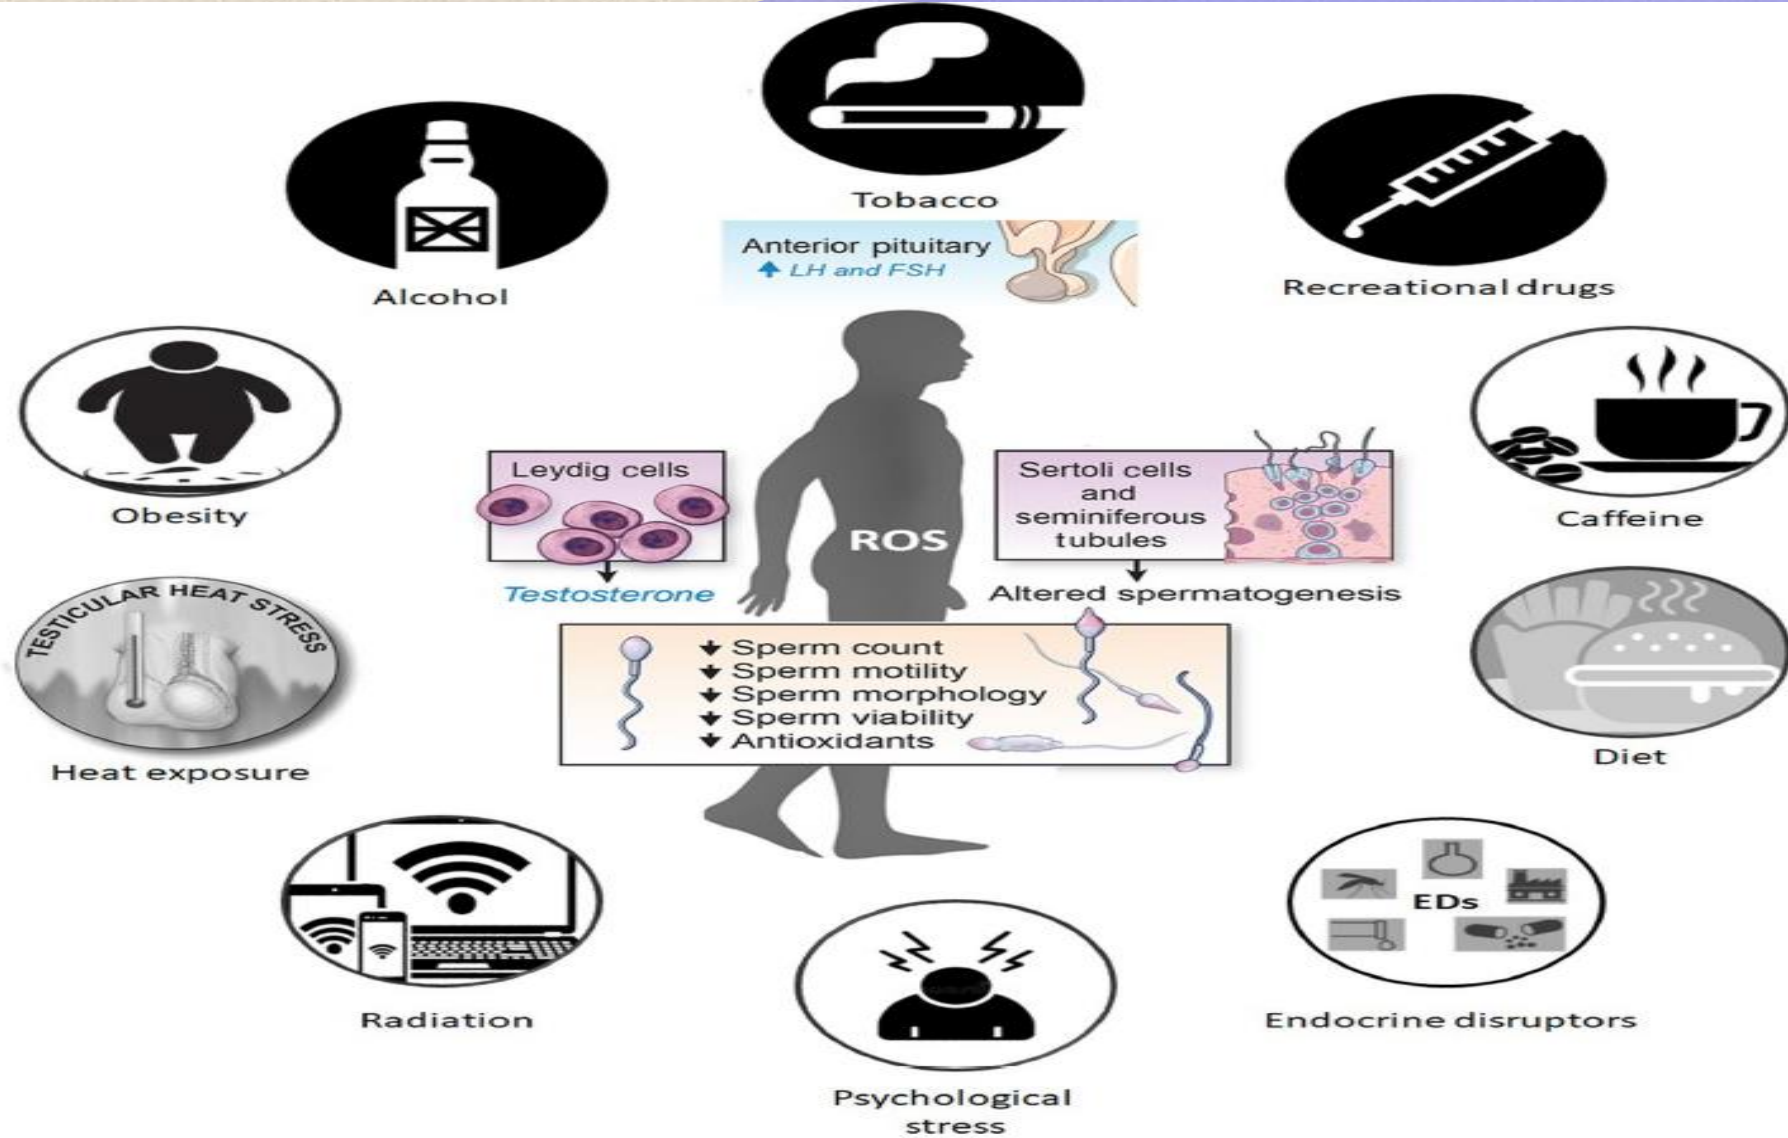 Tobacco
Alcohol
Recreational drugs
Anterior pituitary
↑ LH and FSH
Obesity
Caffeine
Leydig cells
Testosterone
ROS
Sertoli cells
and
seminiferous
tubules
Altered spermatogenesis
TESTICULAR HEAT STRESS
Heat exposure
↓ Sperm count
↓ Sperm motility
↓ Sperm morphology
↓ Sperm viability
↓ Antioxidants
Diet
Radiation
EDs
Endocrine disruptors
Psychological
stress